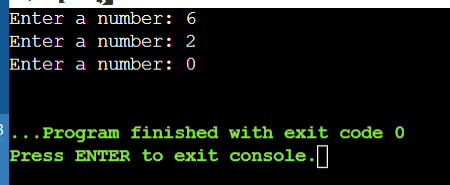 Enter a number: 6
Enter a number: 2
Enter a number: 0
...Program finished with exit code 0
Press ENTER to exit console.